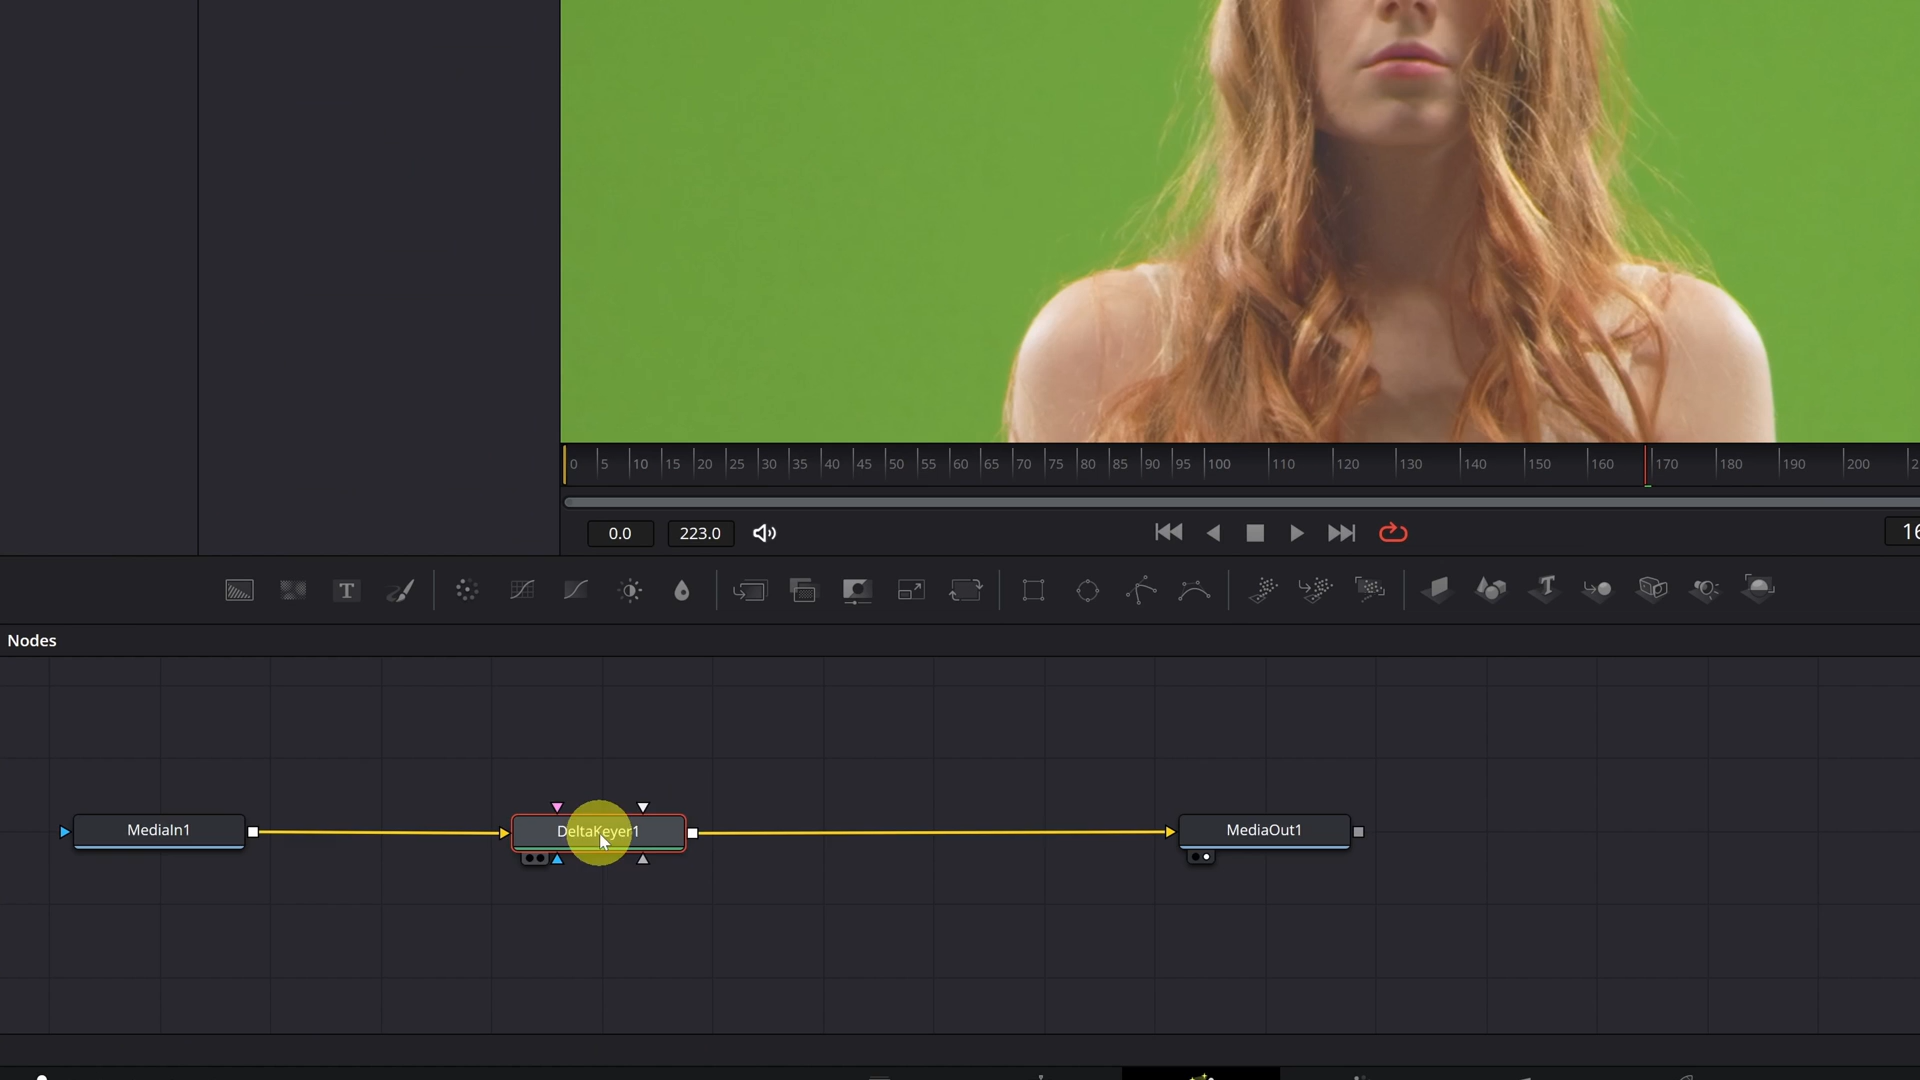 0 5 10 15 20 25 30 35 40 45 50 55 60 65 70 75 80 85 90 95 100 110 120 130 140 150 160 170 180 190 200
0.0 223.0
T T
Nodes
MediaIn1 DeltaKeyer1 MediaOut1